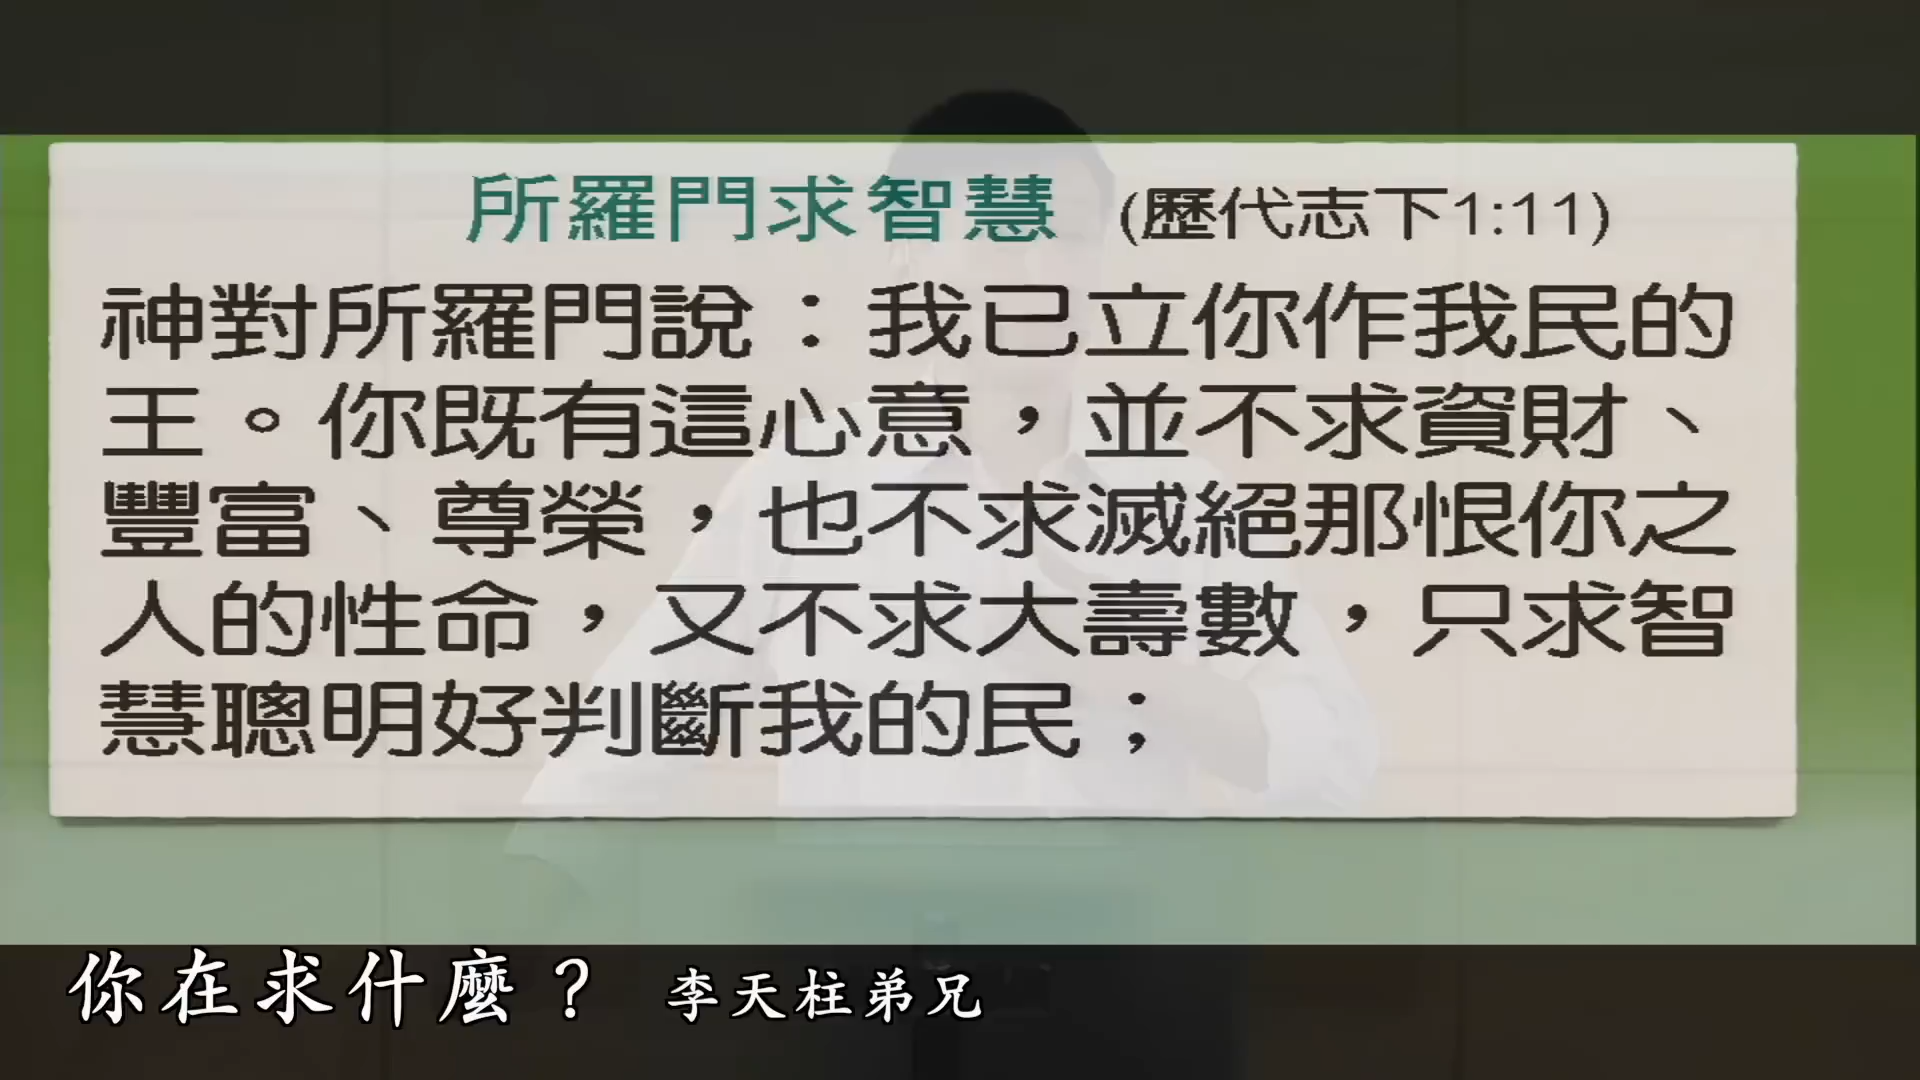 所羅門求智慧 (歷代志下1:11)
神對所羅門說：我已立你作我民的
王。你既有這心意，並不求資財、
豐富、尊榮，也不求滅絕那恨你之
人的性命，又不求大壽數，只求智
慧聰明好判斷我的民；
你在求什麼？ 李天柱弟兄